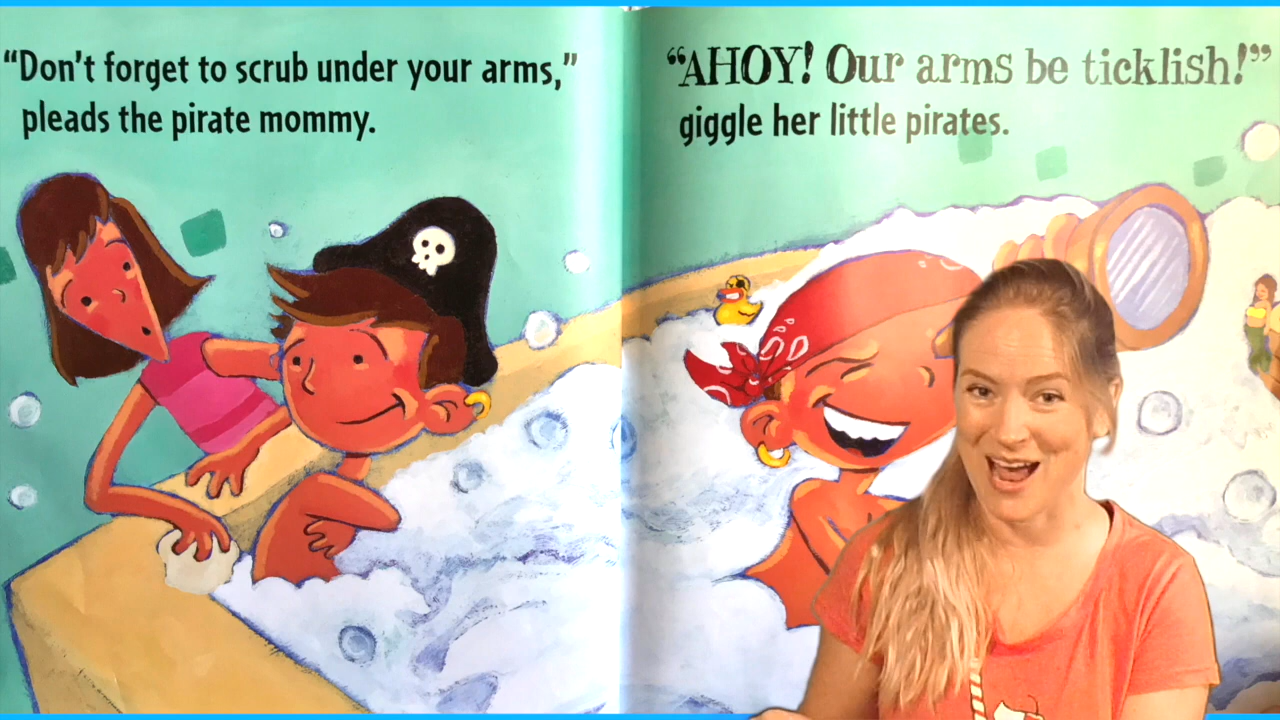 “Don’t forget to scrub under your arms,”
pleads the pirate mommy.
“AHOY! Our arms be ticklish!”
giggle her little pirates.